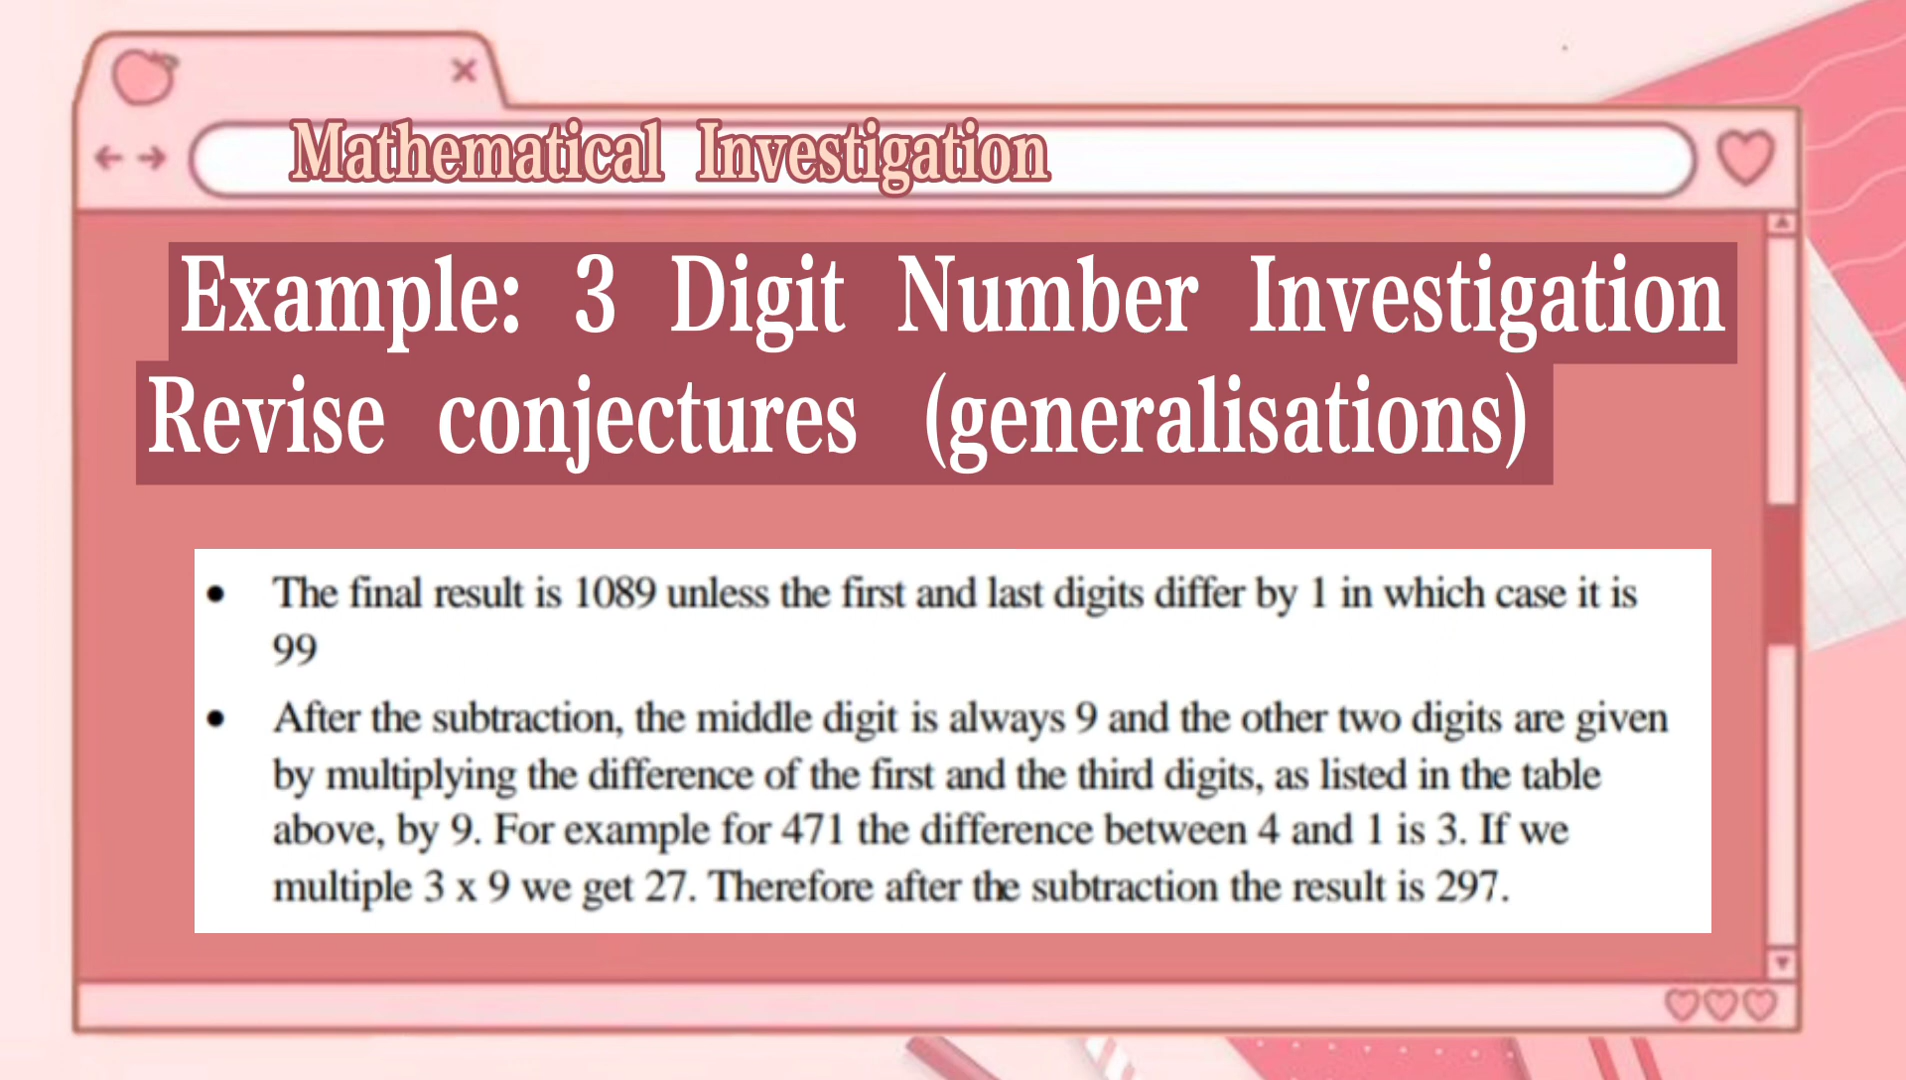 Mathematical Investigation
Example: 3 Digit Number Investigation
Revise conjectures (generalisations)
• The final result is 1089 unless the first and last digits differ by 1 in which case it is
99
• After the subtraction, the middle digit is always 9 and the other two digits are given
by multiplying the difference of the first and the third digits, as listed in the table
above, by 9. For example for 471 the difference between 4 and 1 is 3. If we
multiple 3 x 9 we get 27. Therefore after the subtraction the result is 297.